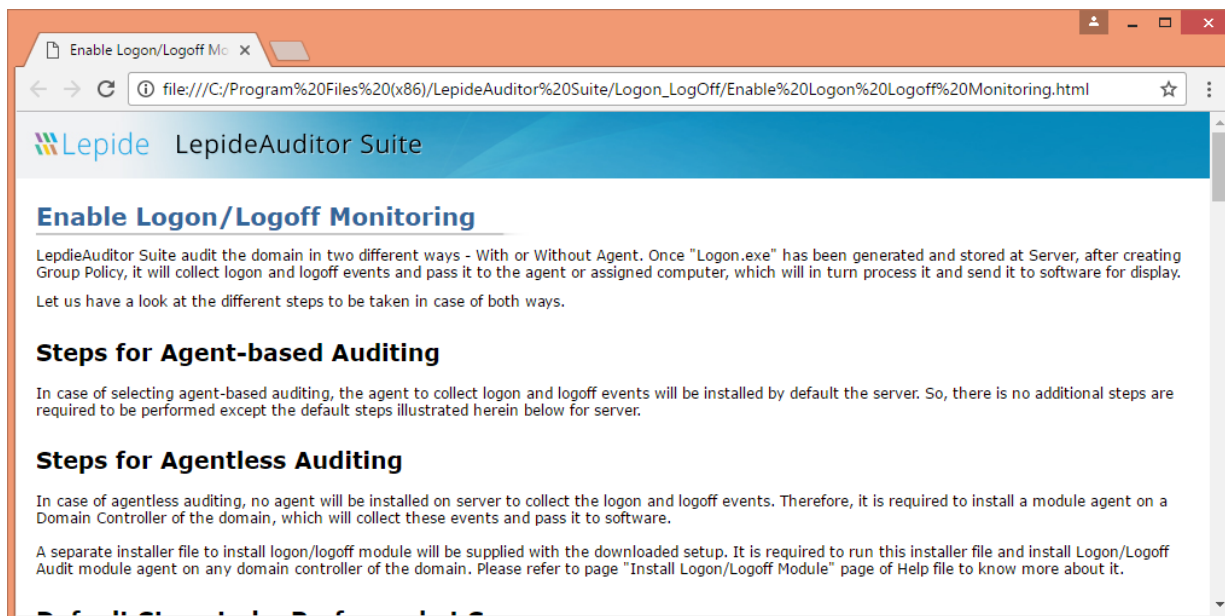 Enable Logon/Logoff Mo
file:///C:/Program%20Files%20(x86)/LepideAuditor%20Suite/Logon_LogOff/Enable%20Logon%20Logoff%20Monitoring.html
Lepide LepideAuditor Suite
Enable Logon/Logoff Monitoring
LepdieAuditor Suite audit the domain in two different ways - With or Without Agent. Once "Logon.exe" has been generated and stored at Server, after creating
Group Policy, it will collect logon and logoff events and pass it to the agent or assigned computer, which will in turn process it and send it to software for display.
Let us have a look at the different steps to be taken in case of both ways.
Steps for Agent-based Auditing
In case of selecting agent-based auditing, the agent to collect logon and logoff events will be installed by default the server. So, there is no additional steps are
required to be performed except the default steps illustrated herein below for server.
Steps for Agentless Auditing
In case of agentless auditing, no agent will be installed on server to collect the logon and logoff events. Therefore, it is required to install a module agent on a
Domain Controller of the domain, which will collect these events and pass it to software.
A separate installer file to install logon/logoff module will be supplied with the downloaded setup. It is required to run this installer file and install Logon/Logoff
Audit module agent on any domain controller of the domain. Please refer to page "Install Logon/Logoff Module" page of Help file to know more about it.